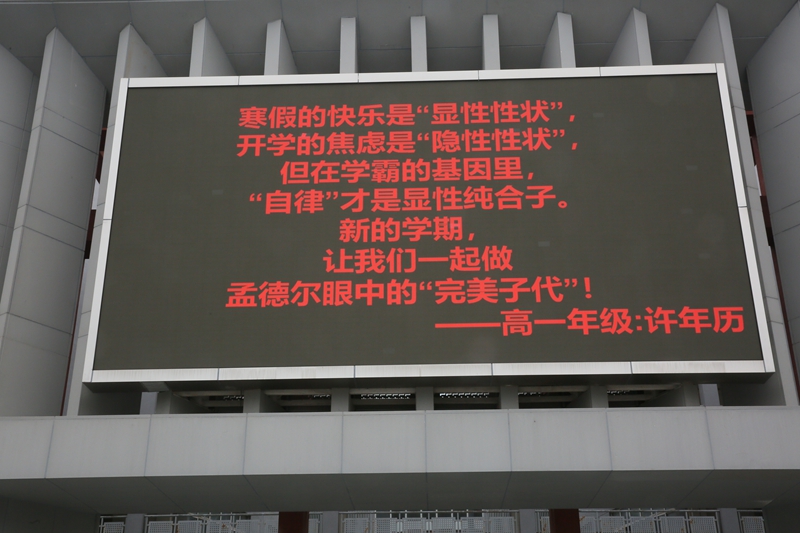 寒假的快乐是“显性性状”，
开学的焦虑是“隐性性状”，
但在学霸的基因里，
“自律”才是显性纯合子。
新的学期，
让我们一起做
孟德尔眼中的“完美子代”！
——高一年级:许年历